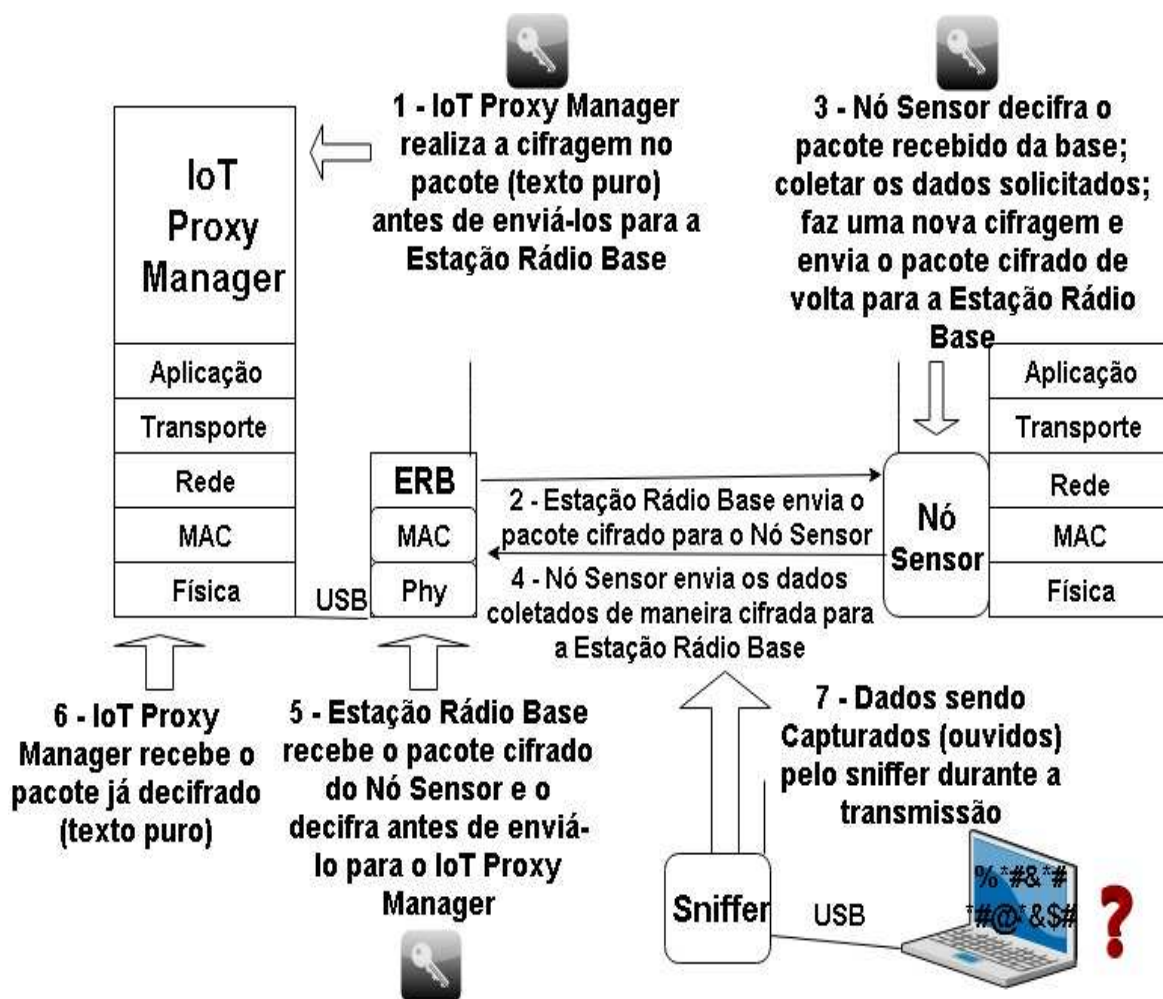 1 - IoT Proxy Manager
realiza a cifragem no
pacote (texto puro)
antes de enviá-los para a
Estação Rádio Base
3 - Nó Sensor decifra o
pacote recebido da base;
coletar os dados solicitados;
faz uma nova cifragem e
envia o pacote cifrado de
volta para a Estação Rádio
Base
IoT
Proxy
Manager
Aplicação
Transporte
Rede
MAC
Física
USB
ERB
MAC
Phy
2 - Estação Rádio Base envia o
pacote cifrado para o Nó Sensor
4 - Nó Sensor envia os dados
coletados de maneira cifrada para
a Estação Rádio Base
Nó
Sensor
Aplicação
Transporte
Rede
MAC
Física
6 - IoT Proxy
Manager recebe o
pacote já decifrado
(texto puro)
5 - Estação Rádio Base
recebe o pacote cifrado
do Nó Sensor e o
decifra antes de enviá-
lo para o IoT Proxy
Manager
7 - Dados sendo
Capturados (ouvidos)
pelo sniffer durante a
transmissão
Sniffer
USB
%*#&*#
*#@*&$#
?